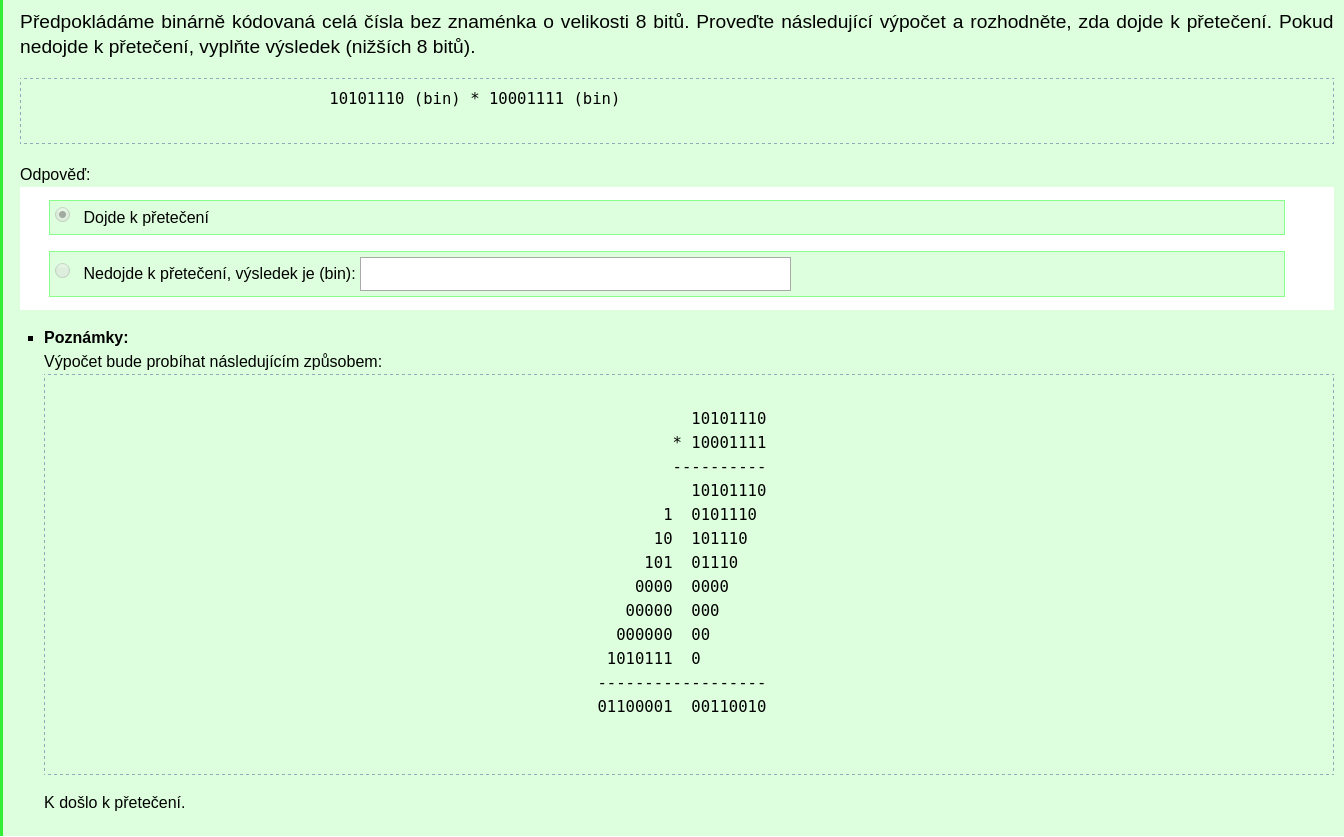 Předpokládáme binárně kódovaná celá čísla bez znaménka o velikosti 8 bitů. Proveďte následující výpočet a rozhodněte, zda dojde k přetečení. Pokud
nedojde k přetečení, vyplňte výsledek (nižších 8 bitů).
10101110 (bin) * 10001111 (bin)
Odpověď:
Dojde k přetečení
Nedojde k přetečení, výsledek je (bin):
Poznámky:
Výpočet bude probíhat následujícím způsobem:
10101110
* 10001111
----------
10101110
1  0101110
10  101110
101  01110
0000  0000
00000  000
000000  00
1010111  0
------------------
01100001  00110010
K došlo k přetečení.